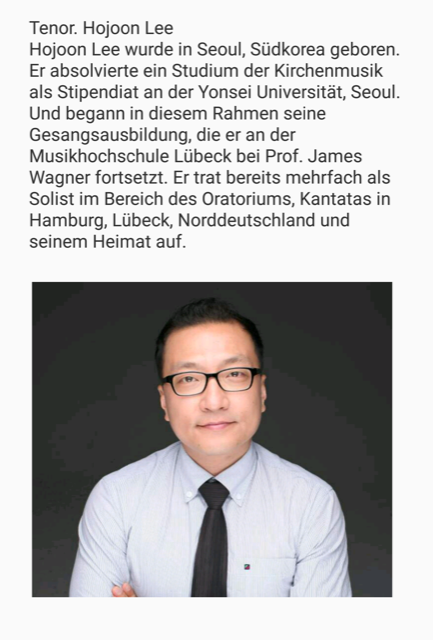 Tenor. Hojoon Lee
Hojoon Lee wurde in Seoul, Südkorea geboren.
Er absolvierte ein Studium der Kirchenmusik
als Stipendiat an der Yonsei Universität, Seoul.
Und begann in diesem Rahmen seine
Gesangsausbildung, die er an der
Musikhochschule Lübeck bei Prof. James
Wagner fortsetzt. Er trat bereits mehrfach als
Solist im Bereich des Oratoriums, Kantatas in
Hamburg, Lübeck, Norddeutschland und
seinem Heimat auf.